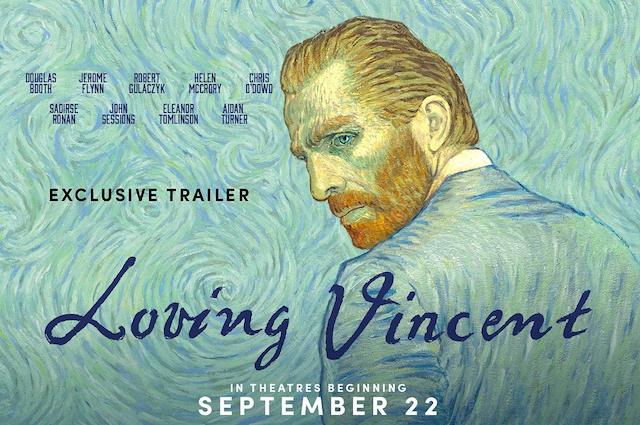 DOUGLAS JEROME ROBERT HELEN CHRIS
BOOTH FLYNN GULACZYK MCCRORY O'DOWD
SAOIRSE JOHN ELEANOR AIDAN
RONAN SESSIONS TOMLINSON TURNER
EXCLUSIVE TRAILER
Loving Vincent
IN THEATRES BEGINNING
SEPTEMBER 22